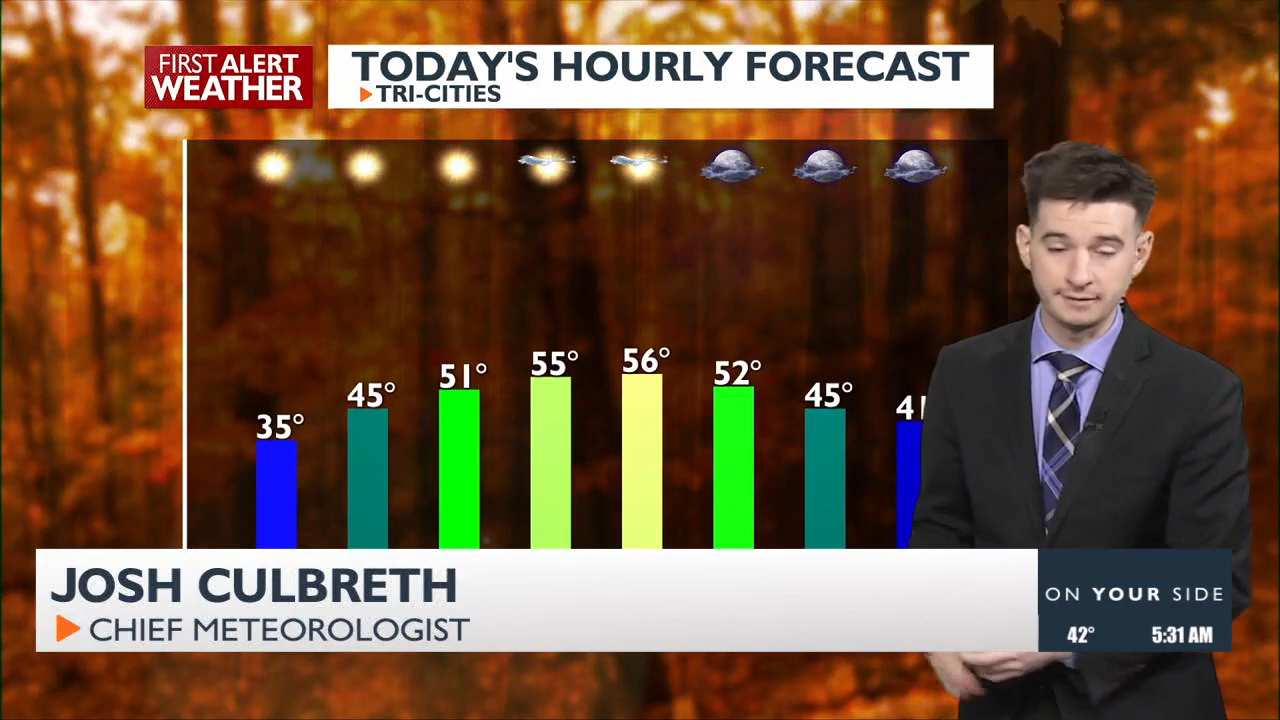 FIRST ALERT
WEATHER
TODAY'S HOURLY FORECAST
TRI-CITIES
35° 45° 51° 55° 56° 52° 45° 41
JOSH CULBRETH
CHIEF METEOROLOGIST
ON YOUR SIDE
42° 5:31 AM